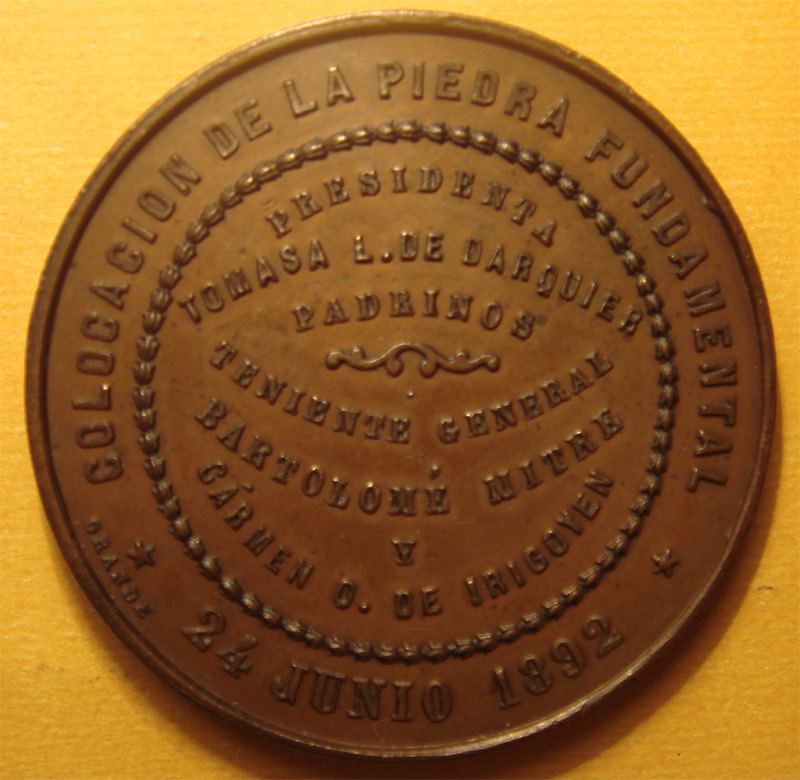 COLOCACION DE LA PIEDRA FUNDAMENTAL
PRESIDENTA
TOMASA L. DE DARQUIER
PADRINOS
TENIENTE GENERAL
BARTOLOMÉ MITRE
Y
CÁRMEN O. DE IRIGOYEN
24 JUNIO 1892
GRANDE